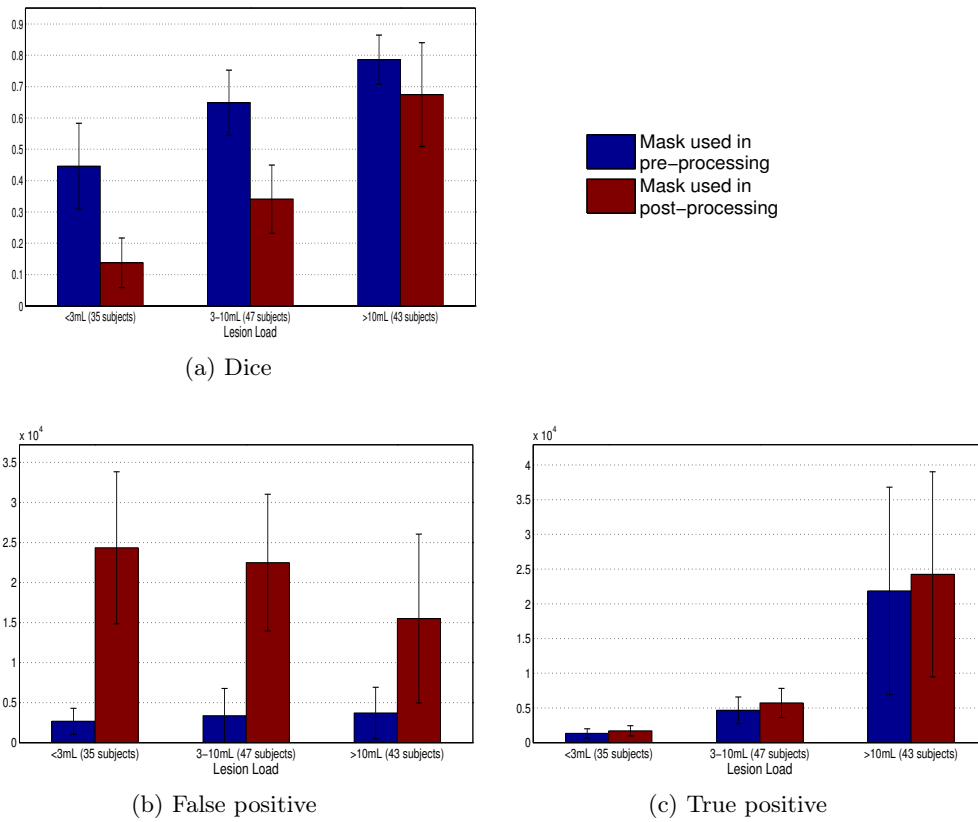 0.9
0.8
0.7
0.6
0.5
0.4
0.3
0.2
0.1
0
<3mL (35 subjects)
3−10mL (47 subjects)
>10mL (43 subjects)
Lesion Load
(a) Dice
Mask used in
pre−processing
Mask used in
post−processing
x 10^4
3.5
3
2.5
2
1.5
1
0.5
0
<3mL (35 subjects)
3−10mL (47 subjects)
>10mL (43 subjects)
Lesion Load
(b) False positive
x 10^4
4
3.5
3
2.5
2
1.5
1
0.5
0
<3mL (35 subjects)
3−10mL (47 subjects)
>10mL (43 subjects)
Lesion Load
(c) True positive